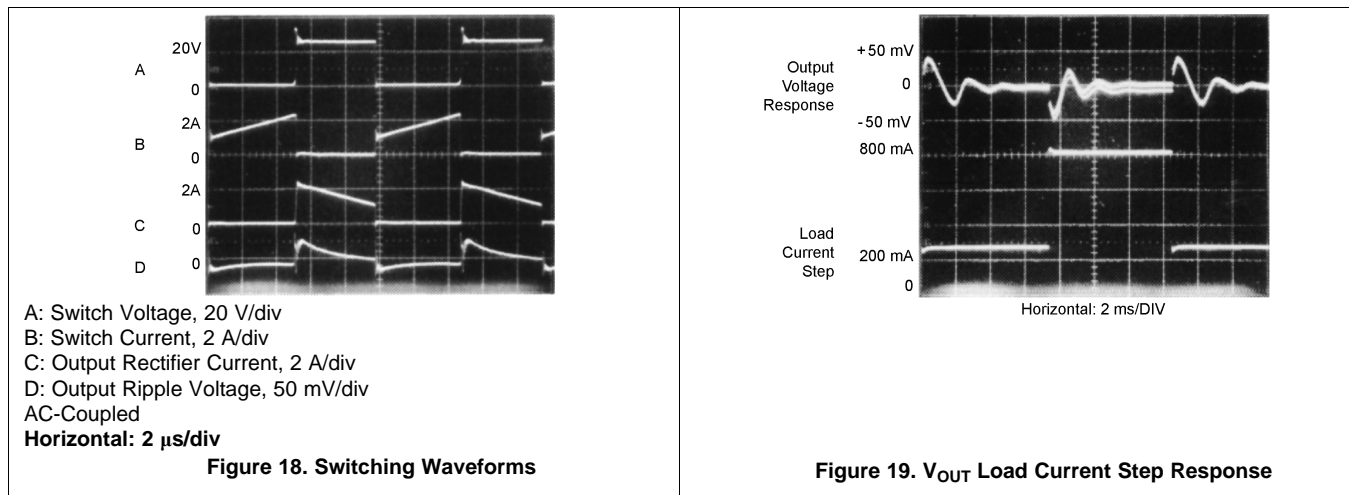 20V
A
0
2A
B
0
2A
C
0
D
0
A: Switch Voltage, 20 V/div
B: Switch Current, 2 A/div
C: Output Rectifier Current, 2 A/div
D: Output Ripple Voltage, 50 mV/div
AC-Coupled
Horizontal: 2 μs/div
Figure 18. Switching Waveforms
+50 mV
Output
Voltage
Response
0
-50 mV
800 mA
Load
Current
Step
200 mA
0
Horizontal: 2 ms/DIV
Figure 19. VOUT Load Current Step Response